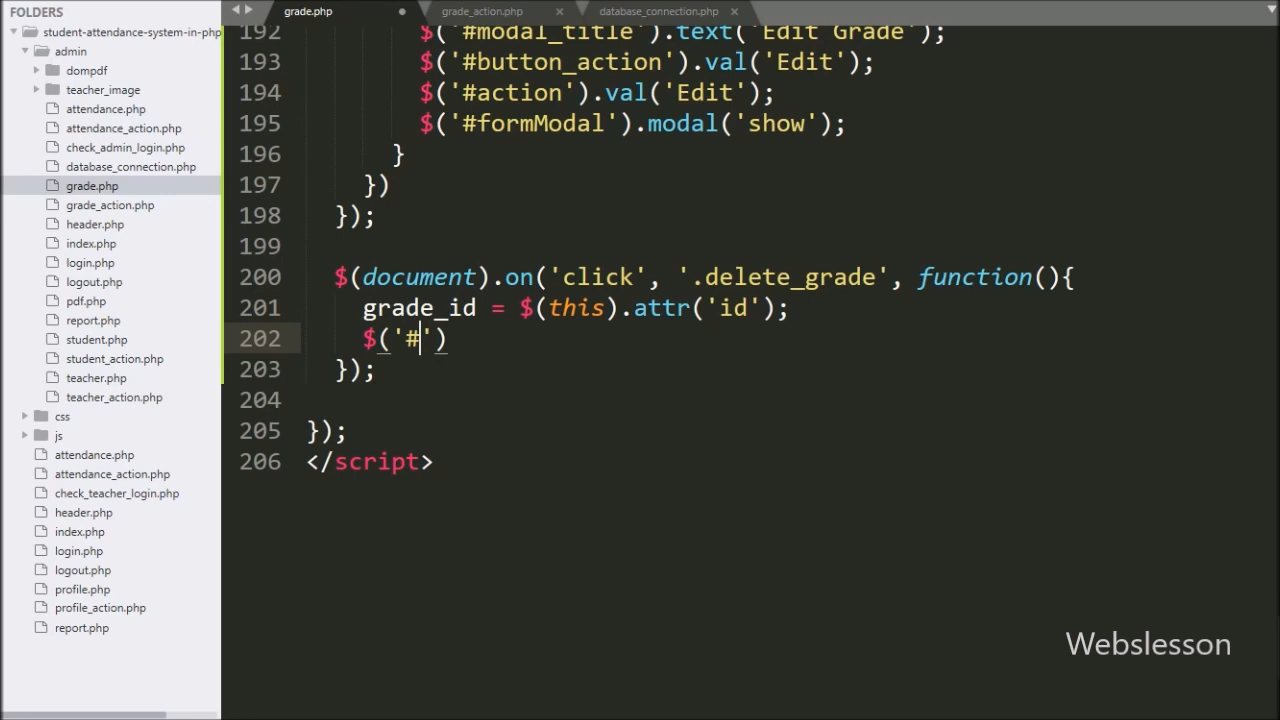 FOLDERS
student-attendance-system-in-php
admin
dompdf
teacher_image
attendance.php
attendance_action.php
check_admin_login.php
database_connection.php
grade.php
grade_action.php
header.php
index.php
login.php
logout.php
pdf.php
report.php
student.php
student_action.php
teacher.php
teacher_action.php
css
js
attendance.php
attendance_action.php
check_teacher_login.php
header.php
index.php
login.php
logout.php
profile.php
profile_action.php
report.php
grade.php
grade_action.php
database_connection.php
192 $('#modal_title').text('Edit Grade');
193 $('#button_action').val('Edit');
194 $('#action').val('Edit');
195 $('#formModal').modal('show');
196 }
197 })
198 });
199
200 $(document).on('click', '.delete_grade', function(){
201 grade_id = $(this).attr('id');
202 $('#')
203 });
204
205 });
206 </script>
Webslesson